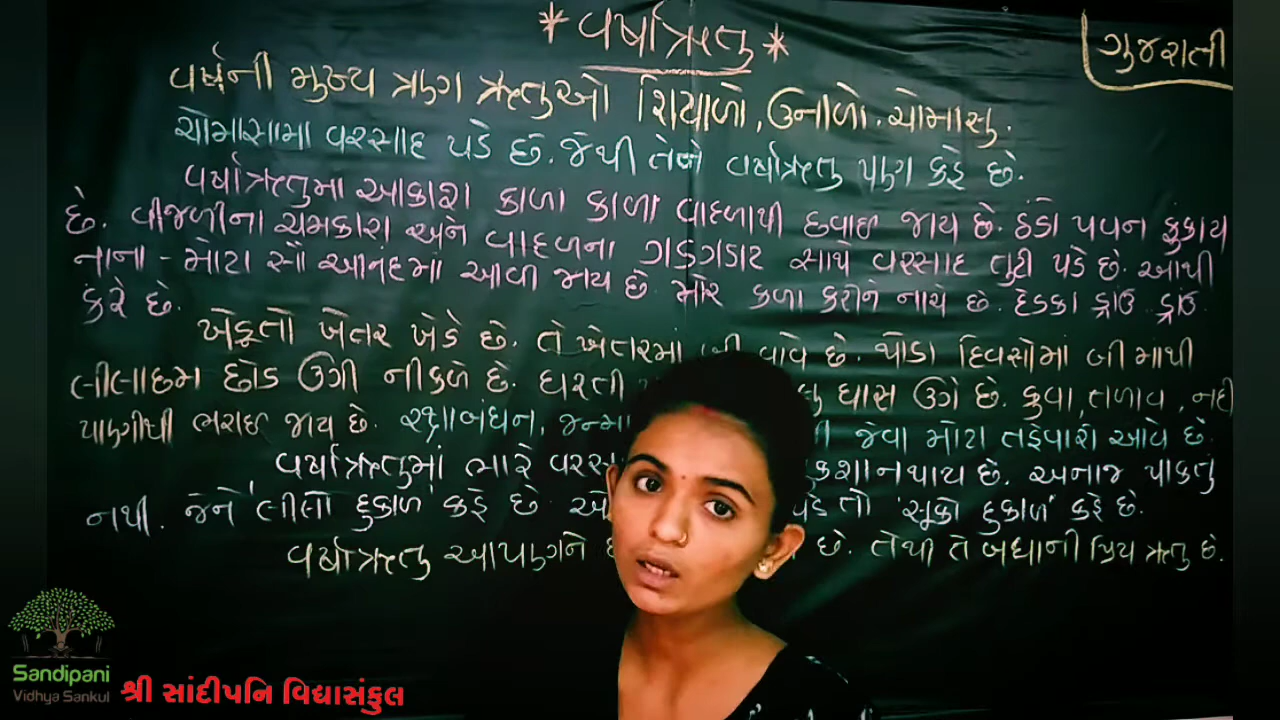 * વર્ષાઋતુ *
ગુજરાતી
વર્ષની મુખ્ય ત્રણ ઋતુઓ શિયાળો, ઉનાળો. ચોમાસુ.
ચોમાસામા વરસાદ પડે છે. જેથી તેને વર્ષાઋતુ પણ કહે છે.
વર્ષાઋતુમા આકાશ કાળા કાળા વાદળાથી છવાઈ જાય છે. ઠંડો પવન ફુંકાય
છે. વીજળીના ચમકારા અને વાદળના ગડગડાટ સાથે વરસાદ તુટી પડે છે. આથી
નાના - મોટા સૌ આનંદમાં આવી જાય છે. મોર કળા કરીને નાચે છે. દેડકા ડ્રાઉ ડ્રાઉ
કરે છે.
ખેડૂતો ખેતર ખેડે છે. તે ખેતરમાં બી વાવે છે. થોડા દિવસોમાં બી માથી
લીલાછમ છોડ ઉગી નીકળે છે. ધરતી ઘાસ ઉગે છે. કુવા, તળાવ, નદી
પાણીથી ભરાઈ જાય છે. રક્ષાબંધન, જેવા મોટા તહેવારો આવે છે.
વર્ષાઋતુમાં ભારે થાય છે. અનાજ પાકતુ
નથી. જેને 'લીલો દુકાળ' કહે છે તો 'સૂકો દુકાળ' કહે છે.
વર્ષાઋતુ આપણને છે. તેથી તે બધાની પ્રિય ઋતુ છે.
Sandipani
Vidhya Sankul
શ્રી સાંદીપનિ વિદ્યાસંકુલ